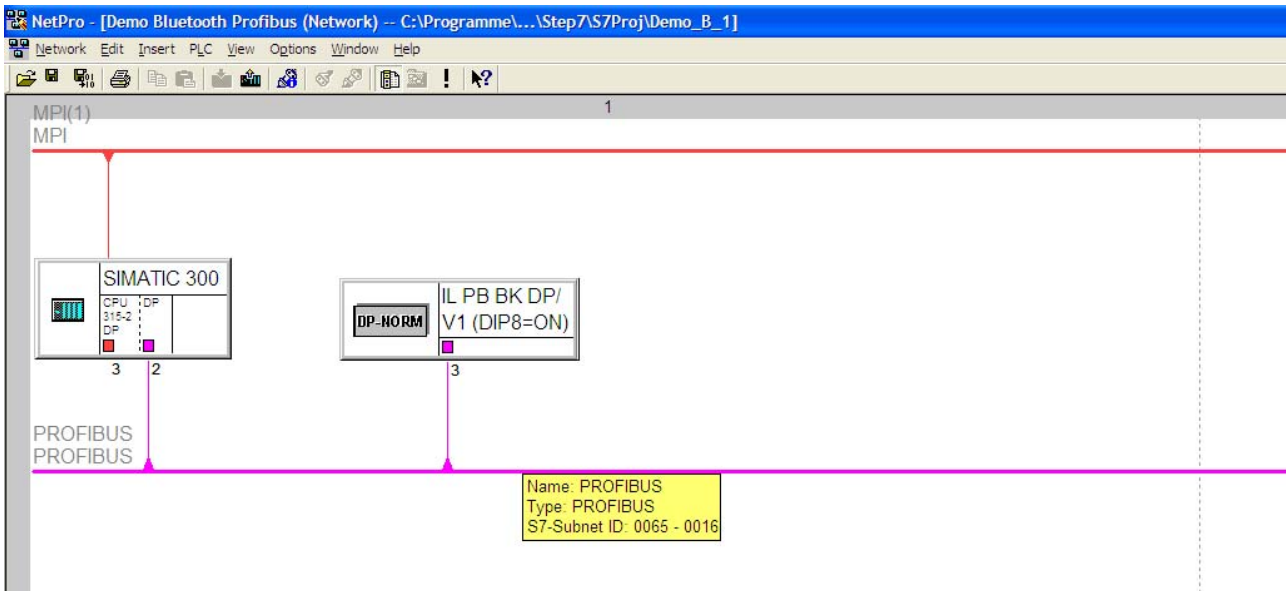 NetPro - [Demo Bluetooth Profibus (Network) -- C:\Programme\...\Step7\S7Proj\Demo_B_1]
Network Edit Insert PLC View Options Window Help
1
MPI(1)
MPI
SIMATIC 300
CPU
315-2
DP
DP
3 2
IL PB BK DP/
V1 (DIP8=ON)
DP-NORM
3
PROFIBUS
PROFIBUS
Name: PROFIBUS
Type: PROFIBUS
S7-Subnet ID: 0065 - 0016